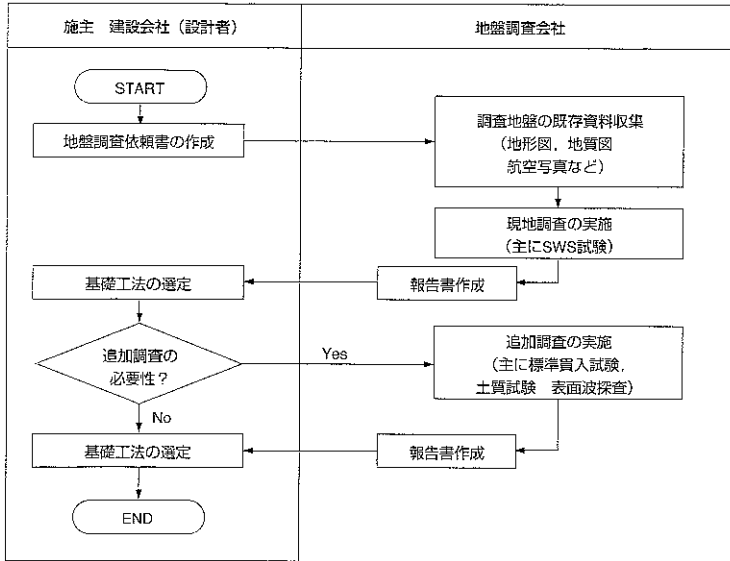 施主　建設会社（設計者）
地盤調査会社
START
地盤調査依頼書の作成
調査地盤の既存資料収集
（地形図，地質図
航空写真など）
現地調査の実施
（主にSWS試験）
報告書作成
基礎工法の選定
追加調査の
必要性？
Yes
追加調査の実施
（主に標準貫入試験，
土質試験　表面波探査）
No
報告書作成
基礎工法の選定
END